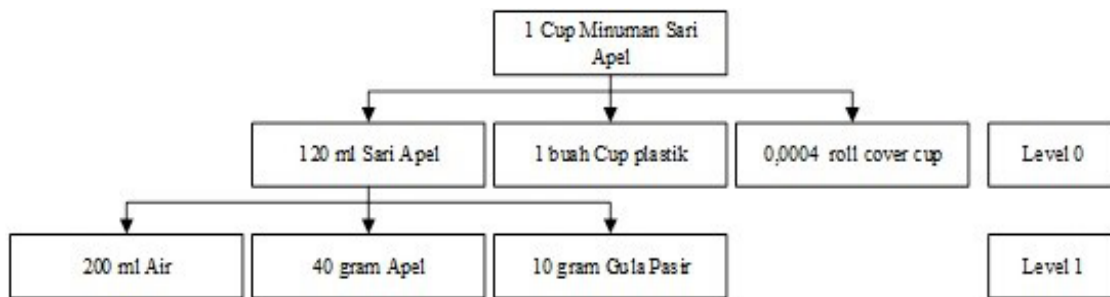 1 Cup Minuman Sari
Apel
120 ml Sari Apel
1 buah Cup plastik
0,0004 roll cover cup
Level 0
200 ml Air
40 gram Apel
10 gram Gula Pasir
Level 1